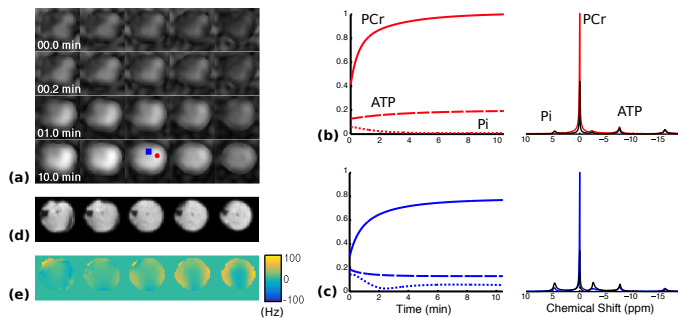 00.0 min
00.2 min
01.0 min
10.0 min
(a)
(d)
(e)
100
0
-100
(Hz)
1
0.8
0.6
0.4
0.2
0
0 2 4 6 8 10
PCr
ATP
Pi
(b)
PCr
Pi
ATP
10 5 0 -5 -10 -15
1
0.8
0.6
0.4
0.2
0
0 2 4 6 8 10
Time (min)
(c)
10 5 0 -5 -10 -15
Chemical Shift (ppm)